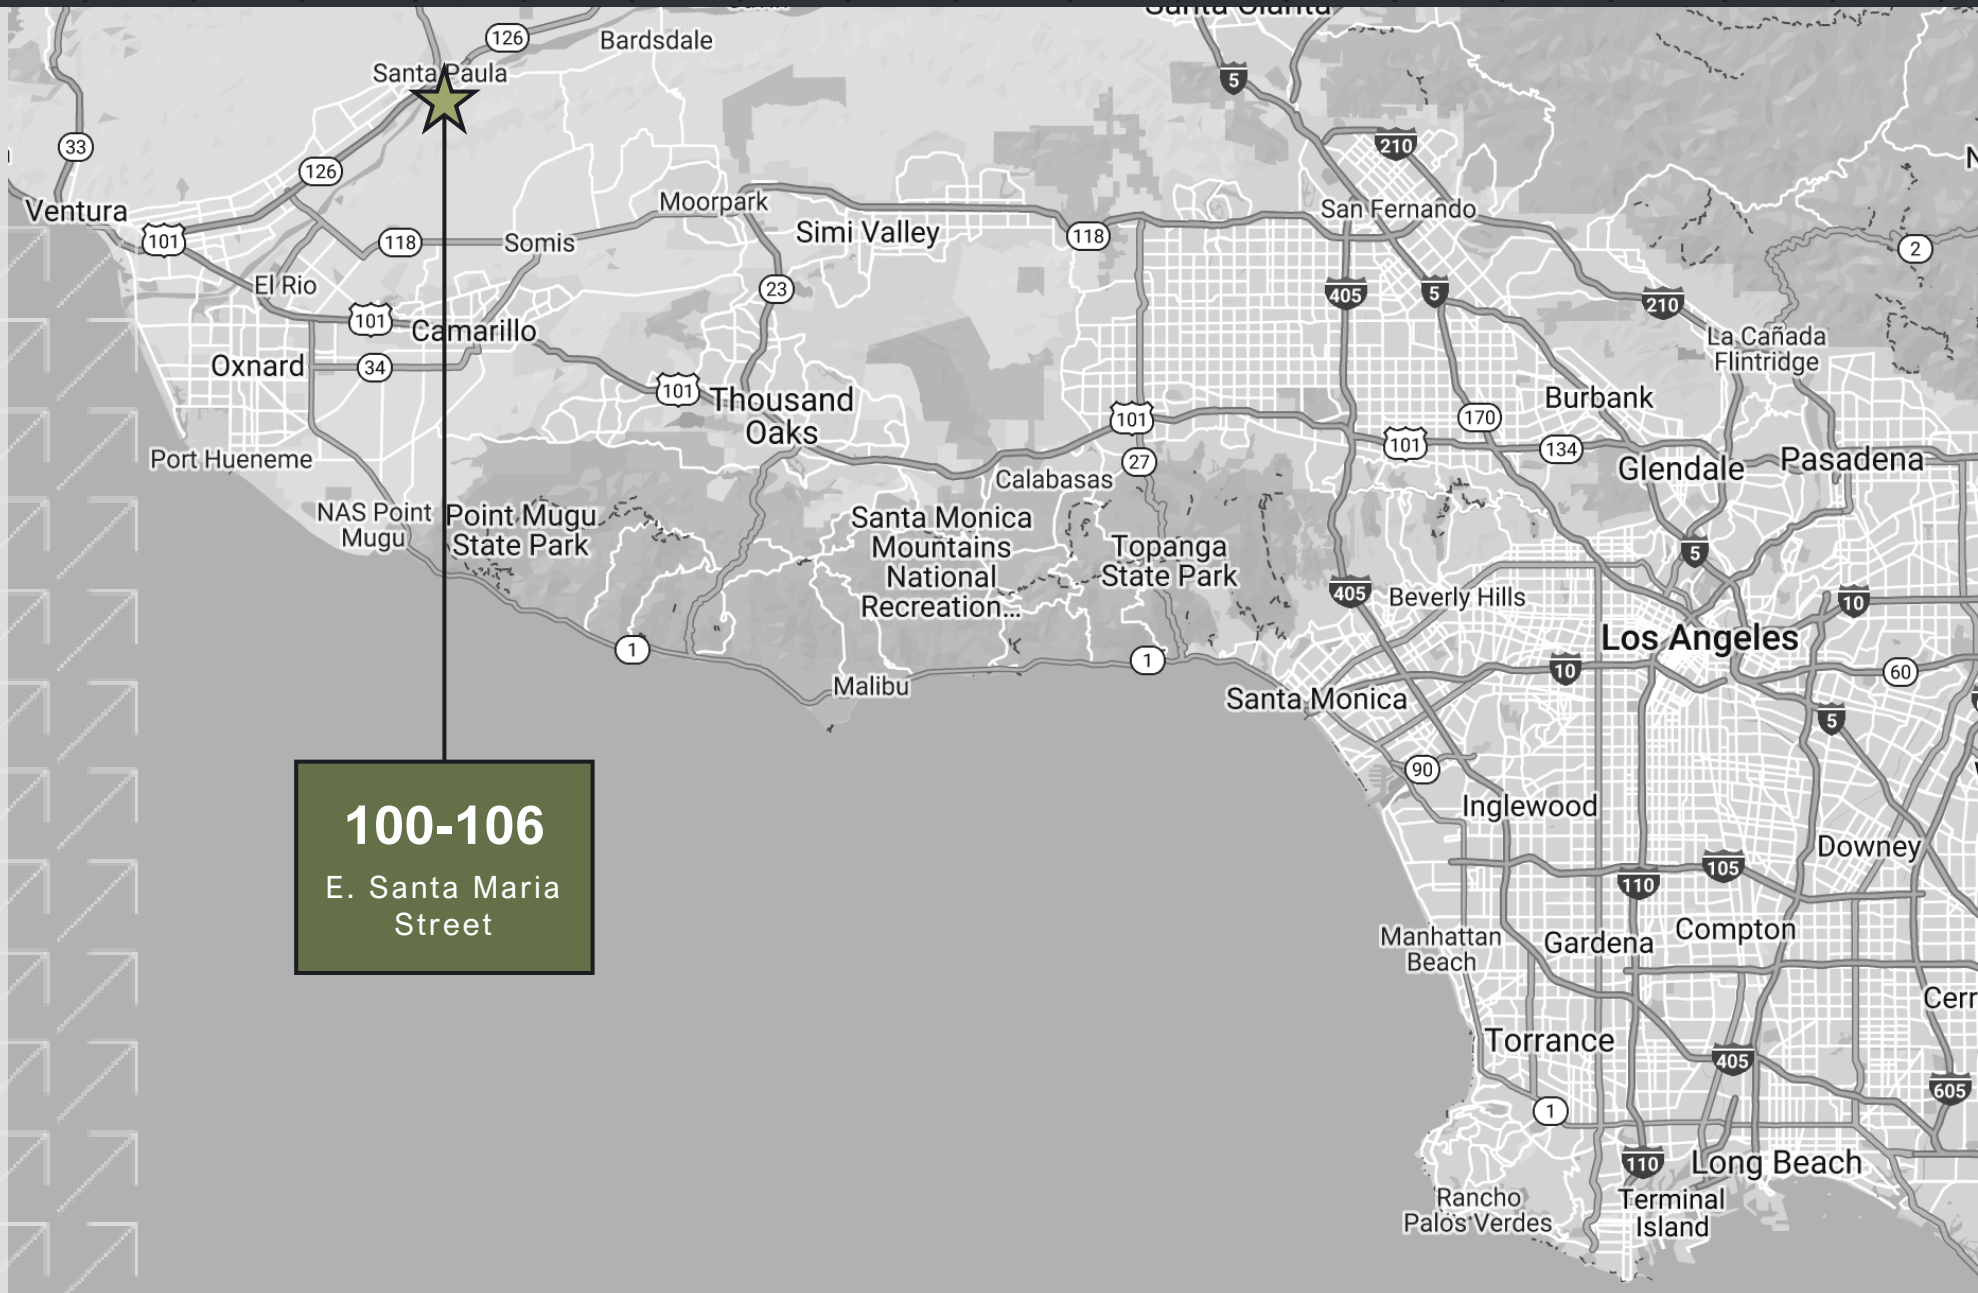 126
Bardsdale
Santa Clarita
Santa Paula
5
33
210
126
Moorpark
San Fernando
Ventura
101
118
Somis
Simi Valley
118
2
El Rio
23
405
5
210
101
Camarillo
La Cañada
Flintridge
Oxnard
34
101
Thousand
Oaks
101
170
Burbank
101
134
Port Hueneme
Calabasas
27
Glendale
Pasadena
NAS Point
Mugu
Point Mugu
State Park
Santa Monica
Mountains
National
Recreation...
Topanga
State Park
5
405
Beverly Hills
10
Los Angeles
1
1
10
60
Malibu
Santa Monica
5
90
100-106
E. Santa Maria
Street
Inglewood
Downey
110
105
Manhattan
Beach
Gardena
Compton
Cerr
Torrance
405
605
1
110
Long Beach
Rancho
Palos Verdes
Terminal
Island